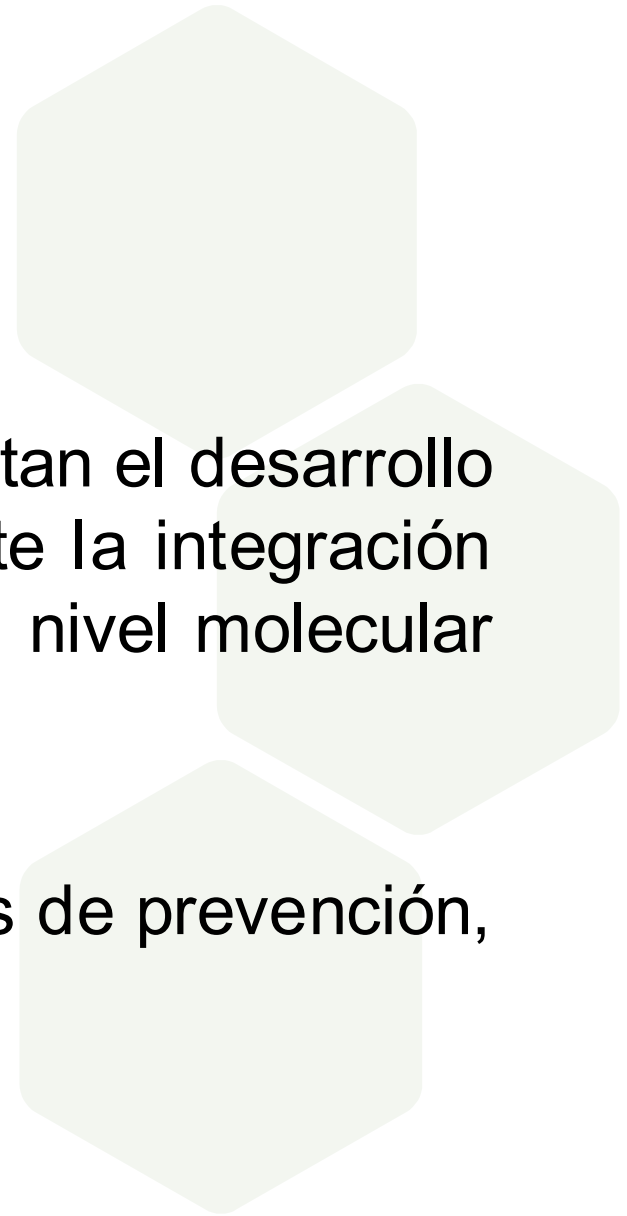 tan el desarrollo
te la integración
nivel molecular
s de prevención,